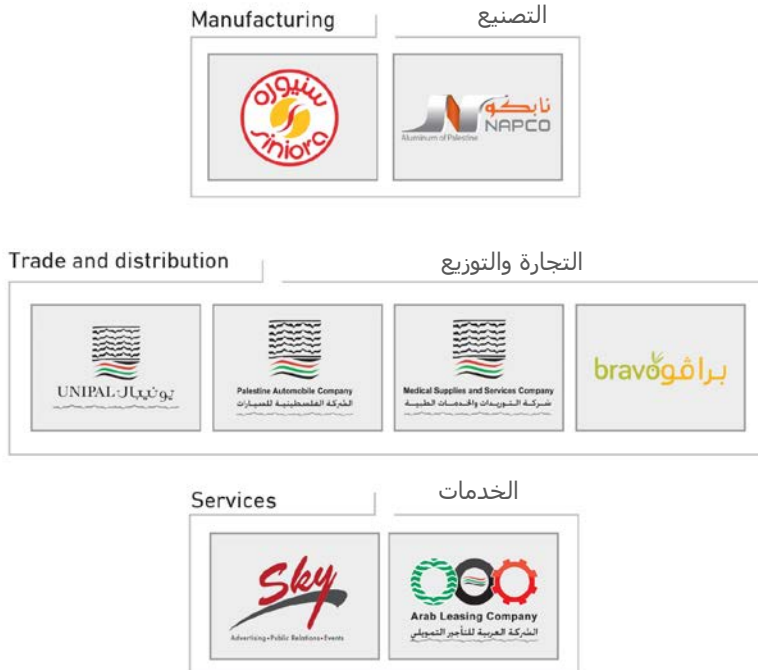 Manufacturing
التصنيع
سنيورة
siniora
نابكو
NAPCO
Aluminum of Palestine
Trade and distribution
التجارة والتوزيع
UNIPAL يونيبال
Palestine Automobile Company
الشركة الفلسطينية للسيارات
Medical Supplies and Services Company
شركة التوريدات والخدمات الطبية
bravo براڤو
Services
الخدمات
Sky
Advertising•Public Relations•Events
Arab Leasing Company
الشركة العربية للتأجير التمويلي